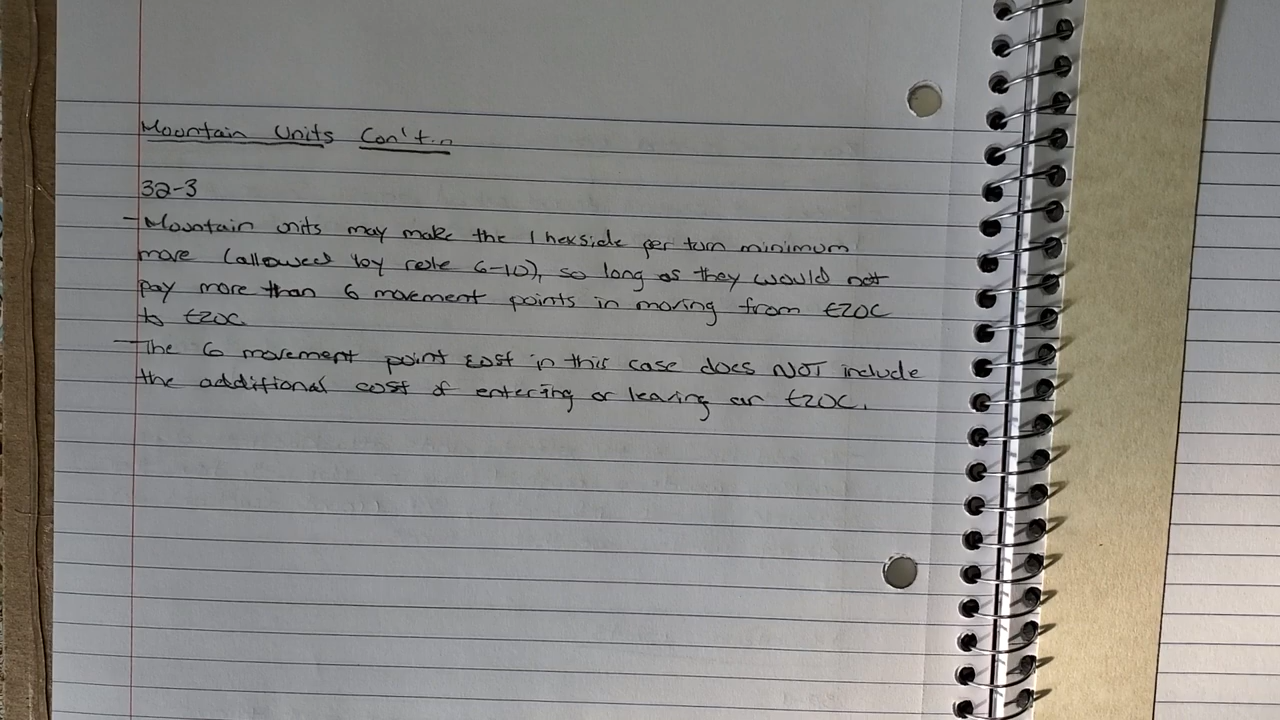 Mountain Units Con't.
32-3
-Mountain units may make the 1 hexside per turn minimum
move (allowed by rule 6-10), so long as they would not
pay more than 6 movement points in moving from EZOC
to EZOC
-The 6 movement point cost in this case does NOT include
the additional cost of entering or leaving an EZOC.